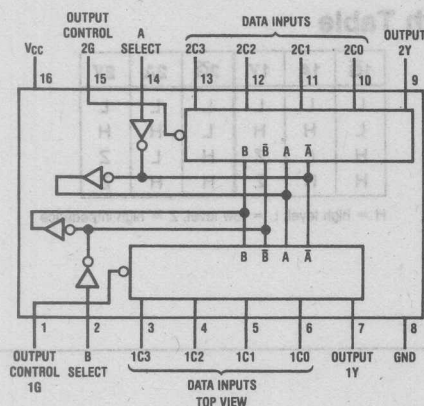 OUTPUT CONTROL 2G
A SELECT
DATA INPUTS
OUTPUT 2Y
VCC
2C3 2C2 2C1 2C0
16 15 14 13 12 11 10 9
B B̅ A A̅
B B̅ A A̅
1 2 3 4 5 6 7 8
OUTPUT CONTROL 1G
B SELECT
1C3 1C2 1C1 1C0
OUTPUT 1Y
GND
DATA INPUTS
TOP VIEW